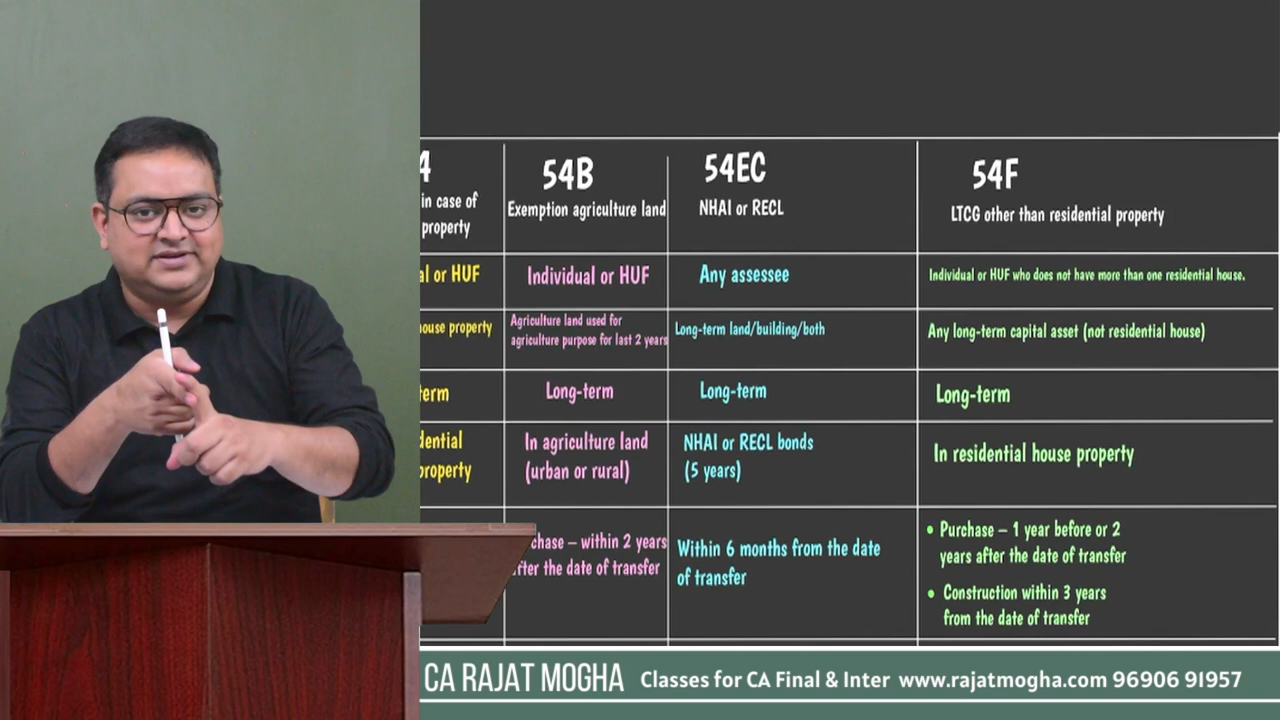 4
54B
54EC
54F
in case of
property
Exemption agriculture land
NHAI or RECL
LTCG other than residential property
al or HUF
Individual or HUF
Any assessee
Individual or HUF who does not have more than one residential house.
house property
Agriculture land used for
agriculture purpose for last 2 years
Long-term land/building/both
Any long-term capital asset (not residential house)
term
Long-term
Long-term
Long-term
dential
property
In agriculture land
(urban or rural)
NHAI or RECL bonds
(5 years)
In residential house property
chase – within 2 years
after the date of transfer
Within 6 months from the date
of transfer
• Purchase – 1 year before or 2
years after the date of transfer
• Construction within 3 years
from the date of transfer
CA RAJAT MOGHA Classes for CA Final & Inter www.rajatmogha.com 96906 91957